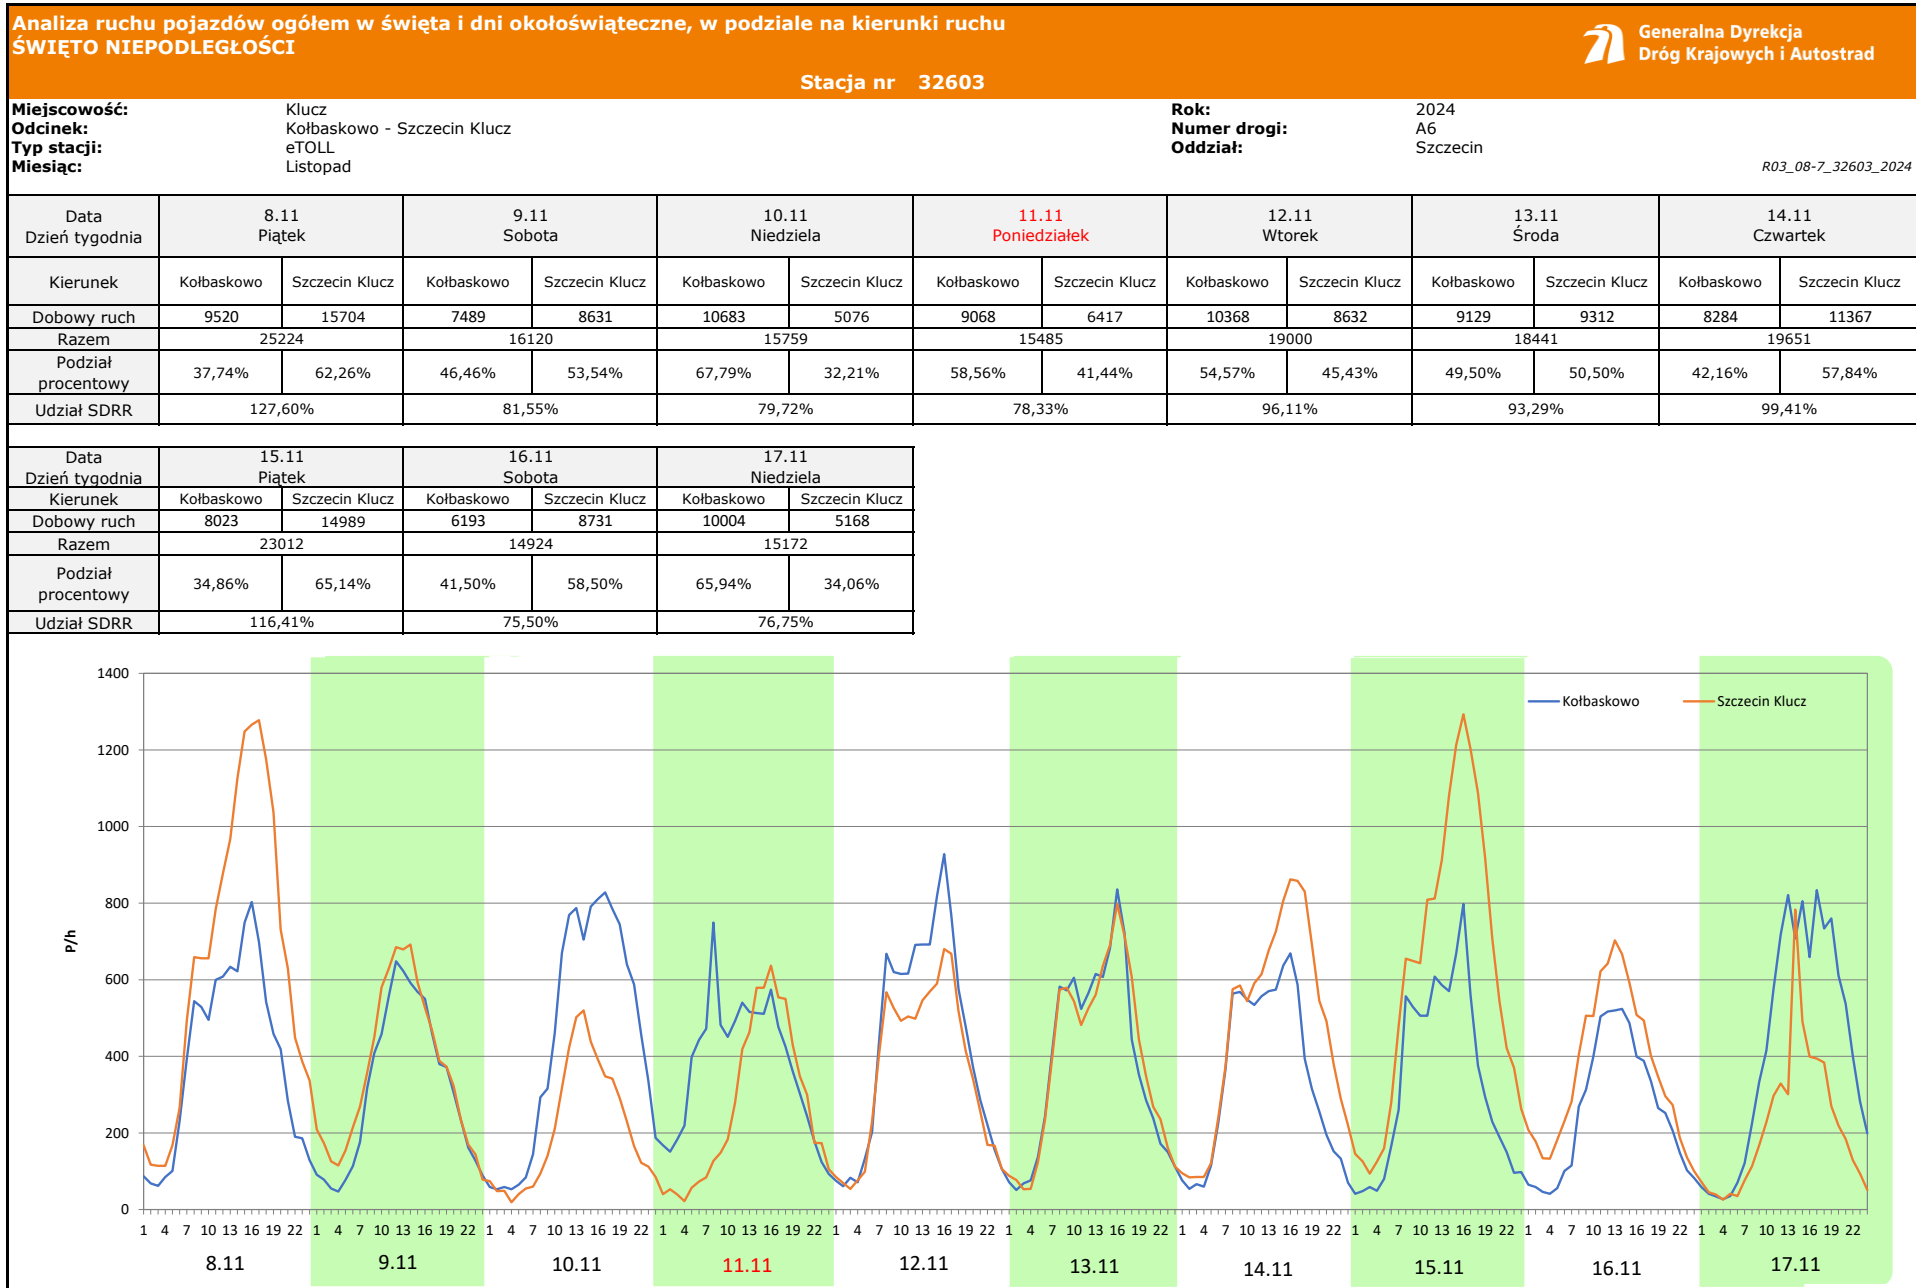 Analiza ruchu pojazdów ogółem w święta i dni okołoświąteczne, w podziale na kierunki ruchu
ŚWIĘTO NIEPODLEGŁOŚCI
Generalna Dyrekcja
Dróg Krajowych i Autostrad
Stacja nr 32603
Miejscowość: Klucz Rok: 2024
Odcinek: Kołbaskowo - Szczecin Klucz Numer drogi: A6
Typ stacji: eTOLL Oddział: Szczecin
Miesiąc: Listopad R03_08-7_32603_2024
Data 8.11 9.11 10.11 11.11 12.11 13.11 14.11
Dzień tygodnia Piątek Sobota Niedziela Poniedziałek Wtorek Środa Czwartek
Kierunek Kołbaskowo Szczecin Klucz Kołbaskowo Szczecin Klucz Kołbaskowo Szczecin Klucz Kołbaskowo Szczecin Klucz Kołbaskowo Szczecin Klucz Kołbaskowo Szczecin Klucz Kołbaskowo Szczecin Klucz
Dobowy ruch 9520 15704 7489 8631 10683 5076 9068 6417 10368 8632 9129 9312 8284 11367
Razem 25224 16120 15759 15485 19000 18441 19651
Podział
procentowy 37,74% 62,26% 46,46% 53,54% 67,79% 32,21% 58,56% 41,44% 54,57% 45,43% 49,50% 50,50% 42,16% 57,84%
Udział SDRR 127,60% 81,55% 79,72% 78,33% 96,11% 93,29% 99,41%
Data 15.11 16.11 17.11
Dzień tygodnia Piątek Sobota Niedziela
Kierunek Kołbaskowo Szczecin Klucz Kołbaskowo Szczecin Klucz Kołbaskowo Szczecin Klucz
Dobowy ruch 8023 14989 6193 8731 10004 5168
Razem 23012 14924 15172
Podział
procentowy 34,86% 65,14% 41,50% 58,50% 65,94% 34,06%
Udział SDRR 116,41% 75,50% 76,75%
1400
Kołbaskowo Szczecin Klucz
1200
1000
800
P/h
600
400
200
0
1 4 7 10 13 16 19 22 1 4 7 10 13 16 19 22 1 4 7 10 13 16 19 22 1 4 7 10 13 16 19 22 1 4 7 10 13 16 19 22 1 4 7 10 13 16 19 22 1 4 7 10 13 16 19 22 1 4 7 10 13 16 19 22 1 4 7 10 13 16 19 22 1 4 7 10 13 16 19 22
8.11 9.11 10.11 11.11 12.11 13.11 14.11 15.11 16.11 17.11